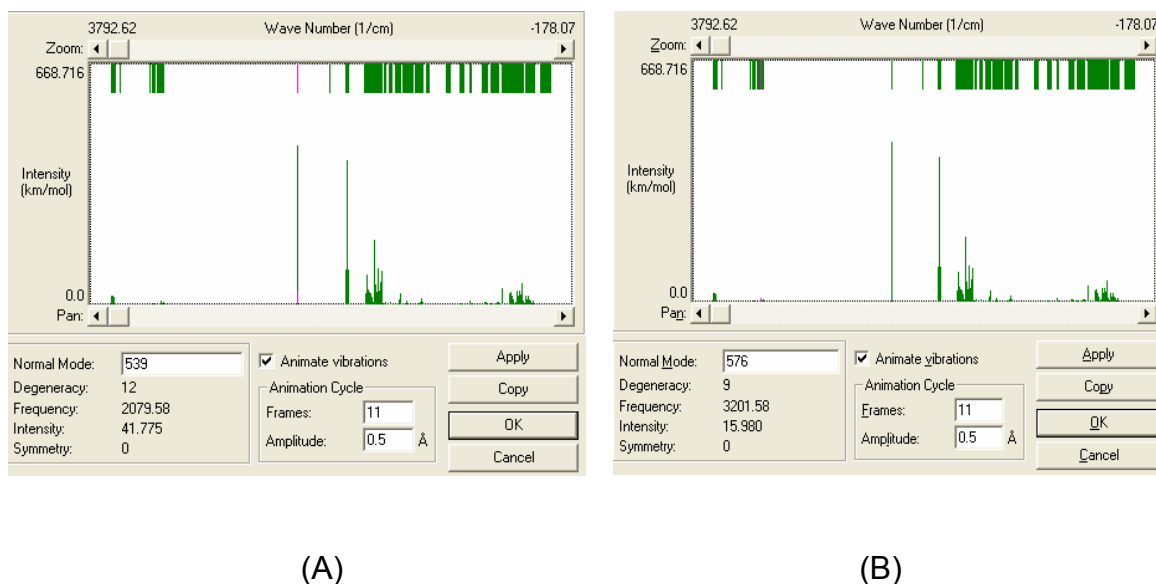 3792.62 Wave Number (1/cm) -178.07
Zoom:
668.716
Intensity
(km/mol)
0.0
Pan:
Normal Mode: 539
Degeneracy: 12
Frequency: 2079.58
Intensity: 41.775
Symmetry: 0
Animate vibrations
Animation Cycle
Frames: 11
Amplitude: 0.5 Å
Apply
Copy
OK
Cancel
(A)
3792.62 Wave Number (1/cm) -178.07
Zoom:
668.716
Intensity
(km/mol)
0.0
Pan:
Normal Mode: 576
Degeneracy: 9
Frequency: 3201.58
Intensity: 15.980
Symmetry: 0
Animate vibrations
Animation Cycle
Frames: 11
Amplitude: 0.5 Å
Apply
Copy
OK
Cancel
(B)